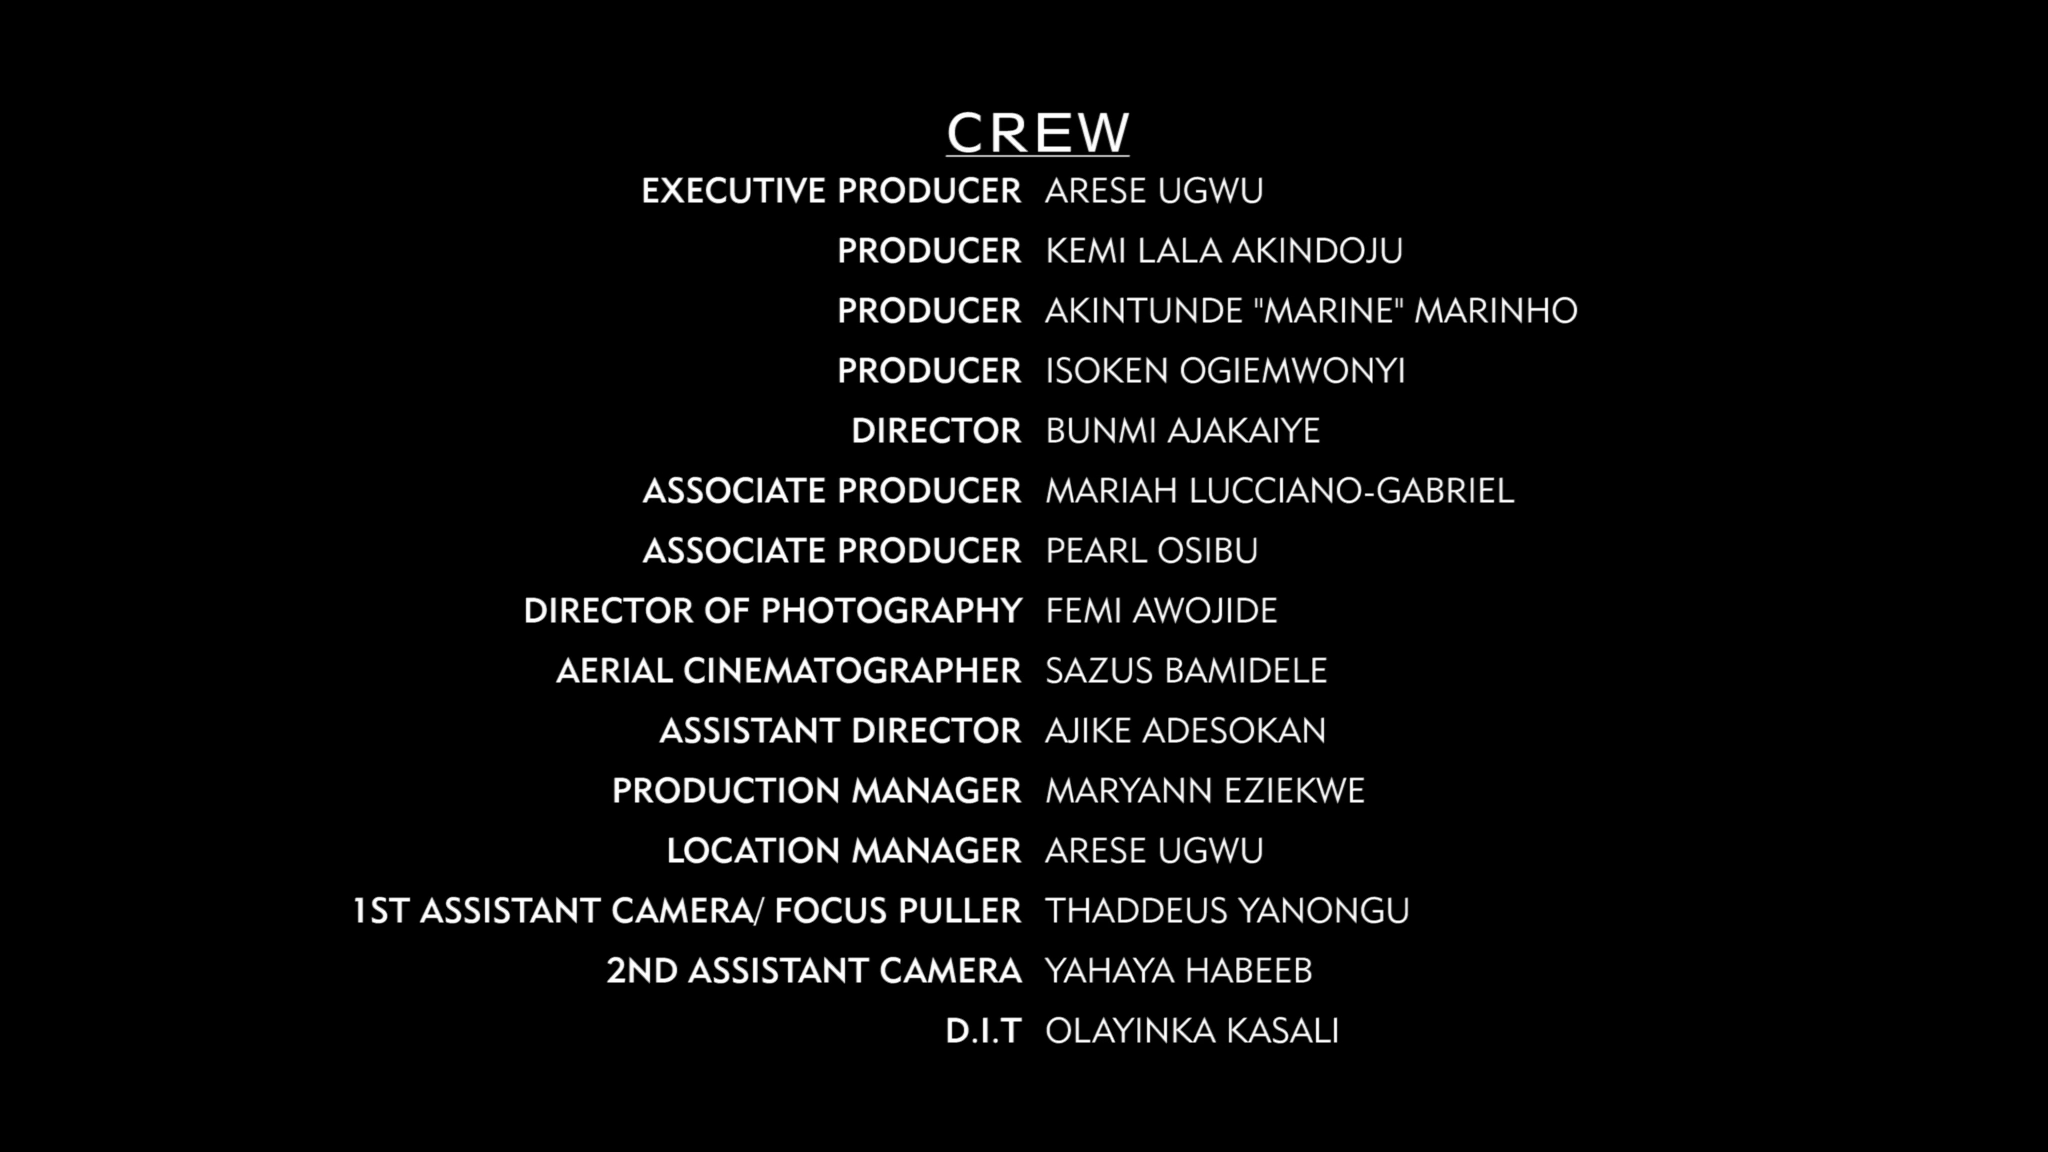 CREW
EXECUTIVE PRODUCER ARESE UGWU
PRODUCER KEMI LALA AKINDOJU
PRODUCER AKINTUNDE "MARINE" MARINHO
PRODUCER ISOKEN OGIEMWONYI
DIRECTOR BUNMI AJAKAIYE
ASSOCIATE PRODUCER MARIAH LUCCIANO-GABRIEL
ASSOCIATE PRODUCER PEARL OSIBU
DIRECTOR OF PHOTOGRAPHY FEMI AWOJIDE
AERIAL CINEMATOGRAPHER SAZUS BAMIDELE
ASSISTANT DIRECTOR AJIKE ADESOKAN
PRODUCTION MANAGER MARYANN EZIEKWE
LOCATION MANAGER ARESE UGWU
1ST ASSISTANT CAMERA/ FOCUS PULLER THADDEUS YANONGU
2ND ASSISTANT CAMERA YAHAYA HABEEB
D.I.T OLAYINKA KASALI